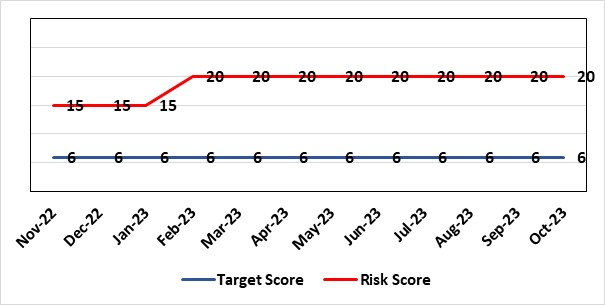 20 20 20 20 20 20 20 20 20
15 15 15
6 6 6 6 6 6 6 6 6 6 6 6
Nov-22 Dec-22 Jan-23 Feb-23 Mar-23 Apr-23 May-23 Jun-23 Jul-23 Aug-23 Sep-23 Oct-23
Target Score Risk Score